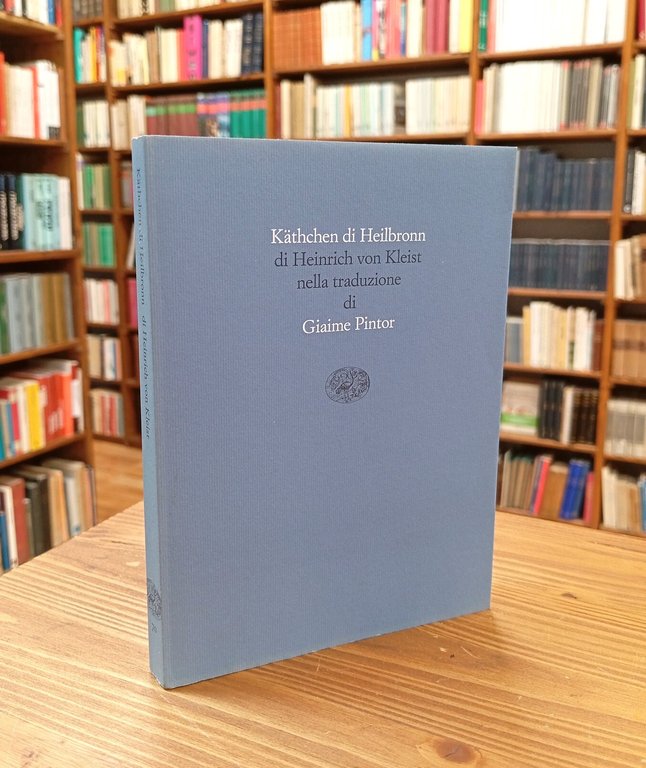 Käthchen di Heilbronn
di Heinrich von Kleist
nella traduzione
di
Giaime Pintor
Käthchen di Heilbronn di Heinrich von Kleist